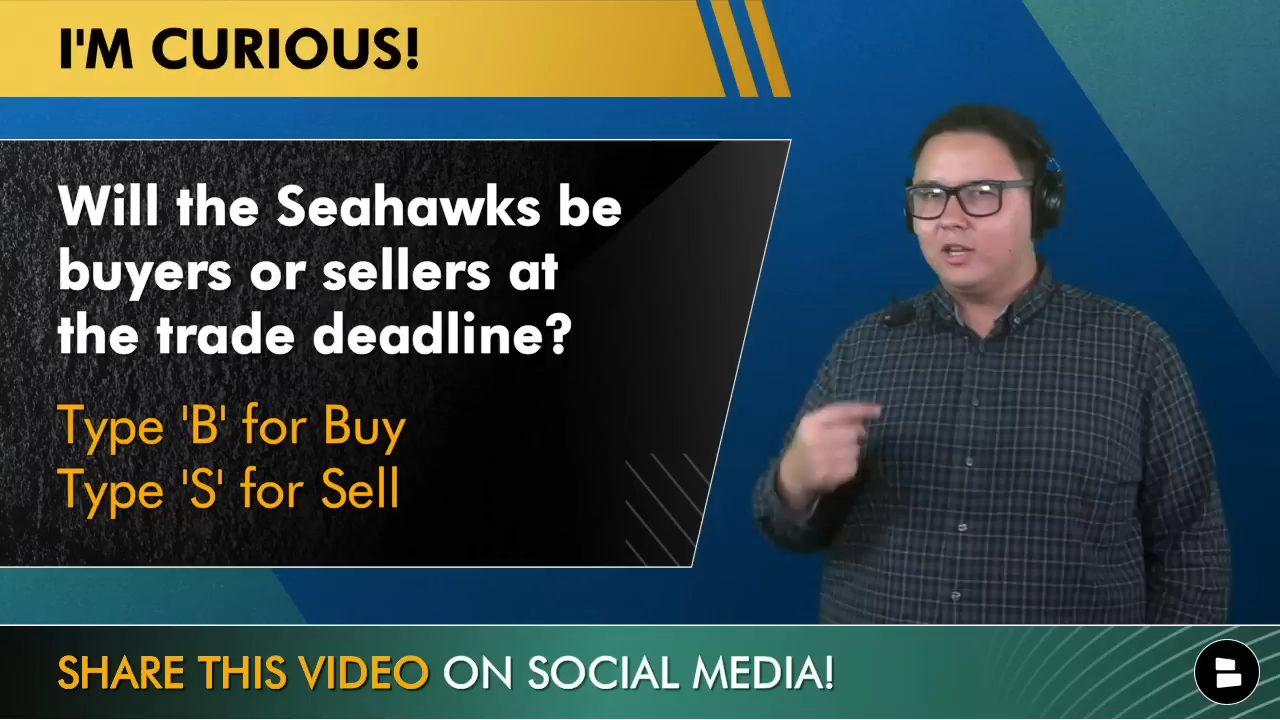 I'M CURIOUS!
Will the Seahawks be
buyers or sellers at
the trade deadline?
Type 'B' for Buy
Type 'S' for Sell
SHARE THIS VIDEO ON SOCIAL MEDIA!